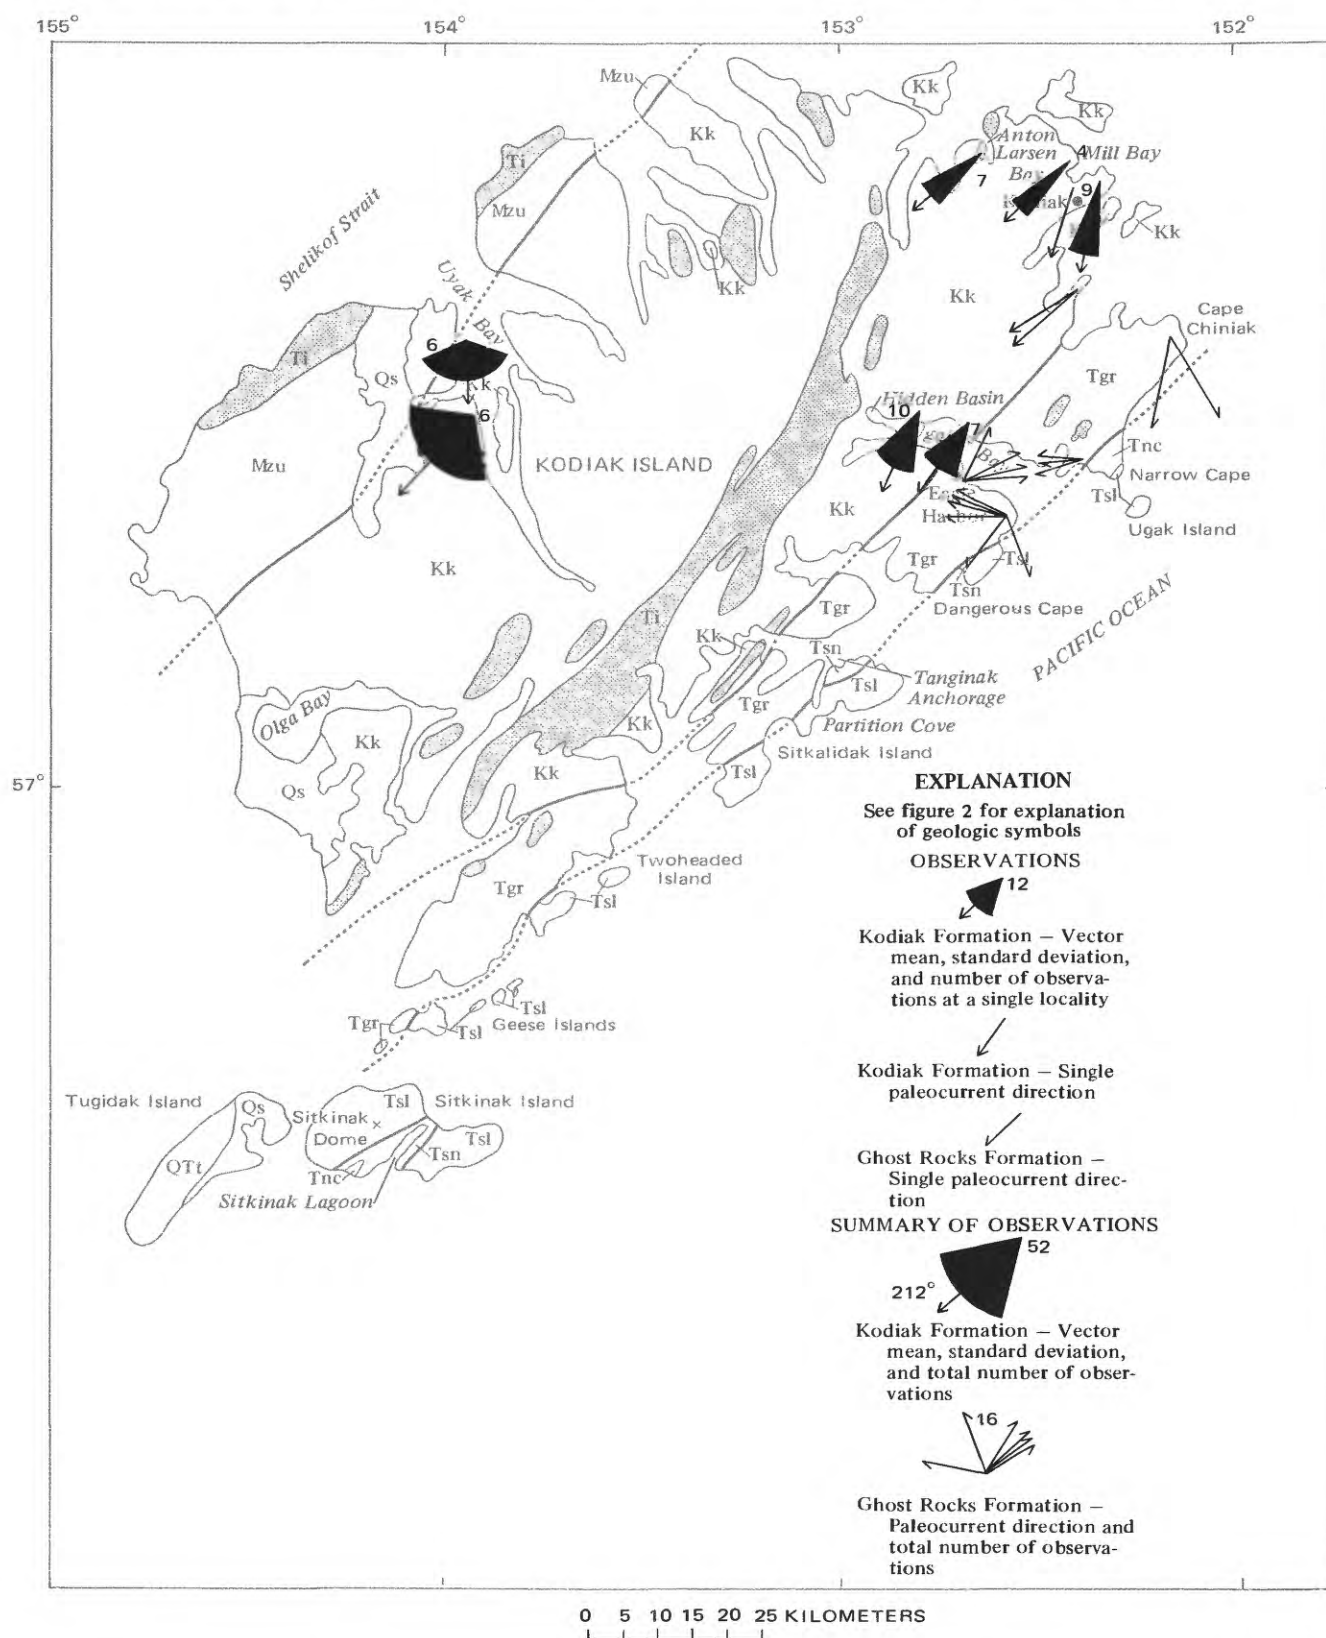 155° 154° 153° 152°
Mzu
Kk
Kk
Kk
Anton
Larsen
Bay
4 Mill Bay
7
9
Kodiak
Ti
Mzu
Kk
Kk
Shelikof Strait
Uyak
Bay
Kk
Cape
Chiniak
6
Ti
Qs
Kk
Tgr
6
Hidden Basin
10
7
Mzu
KODIAK ISLAND
Tnc
Narrow Cape
Tsl
Ugak Island
Kk
Harbor
Kk
Tgr
Tsl
Tsn
Dangerous Cape
Tgr
Ti
Kk
PACIFIC OCEAN
Tsn
Tanginak
Anchorage
Tsl
Tgr
Partition Cove
Olga Bay
Kk
Kk
Sitkalidak Island
Tsl
Kk
57°
Qs
EXPLANATION
See figure 2 for explanation
of geologic symbols
OBSERVATIONS
12
Twoheaded
Island
Tgr
Tsl
Kodiak Formation — Vector
mean, standard deviation,
and number of observa-
tions at a single locality
Tsl
Tgr
Tsl
Geese Islands
Kodiak Formation — Single
paleocurrent direction
Tugidak Island
Qs
Tsl
Sitkinak Island
Sitkinak
Dome
x
Tsl
Tsn
QTt
Tnc
Sitkinak Lagoon
Ghost Rocks Formation —
Single paleocurrent direc-
tion
SUMMARY OF OBSERVATIONS
52
212°
Kodiak Formation — Vector
mean, standard deviation,
and total number of obser-
vations
16
Ghost Rocks Formation —
Paleocurrent direction and
total number of observa-
tions
0 5 10 15 20 25 KILOMETERS